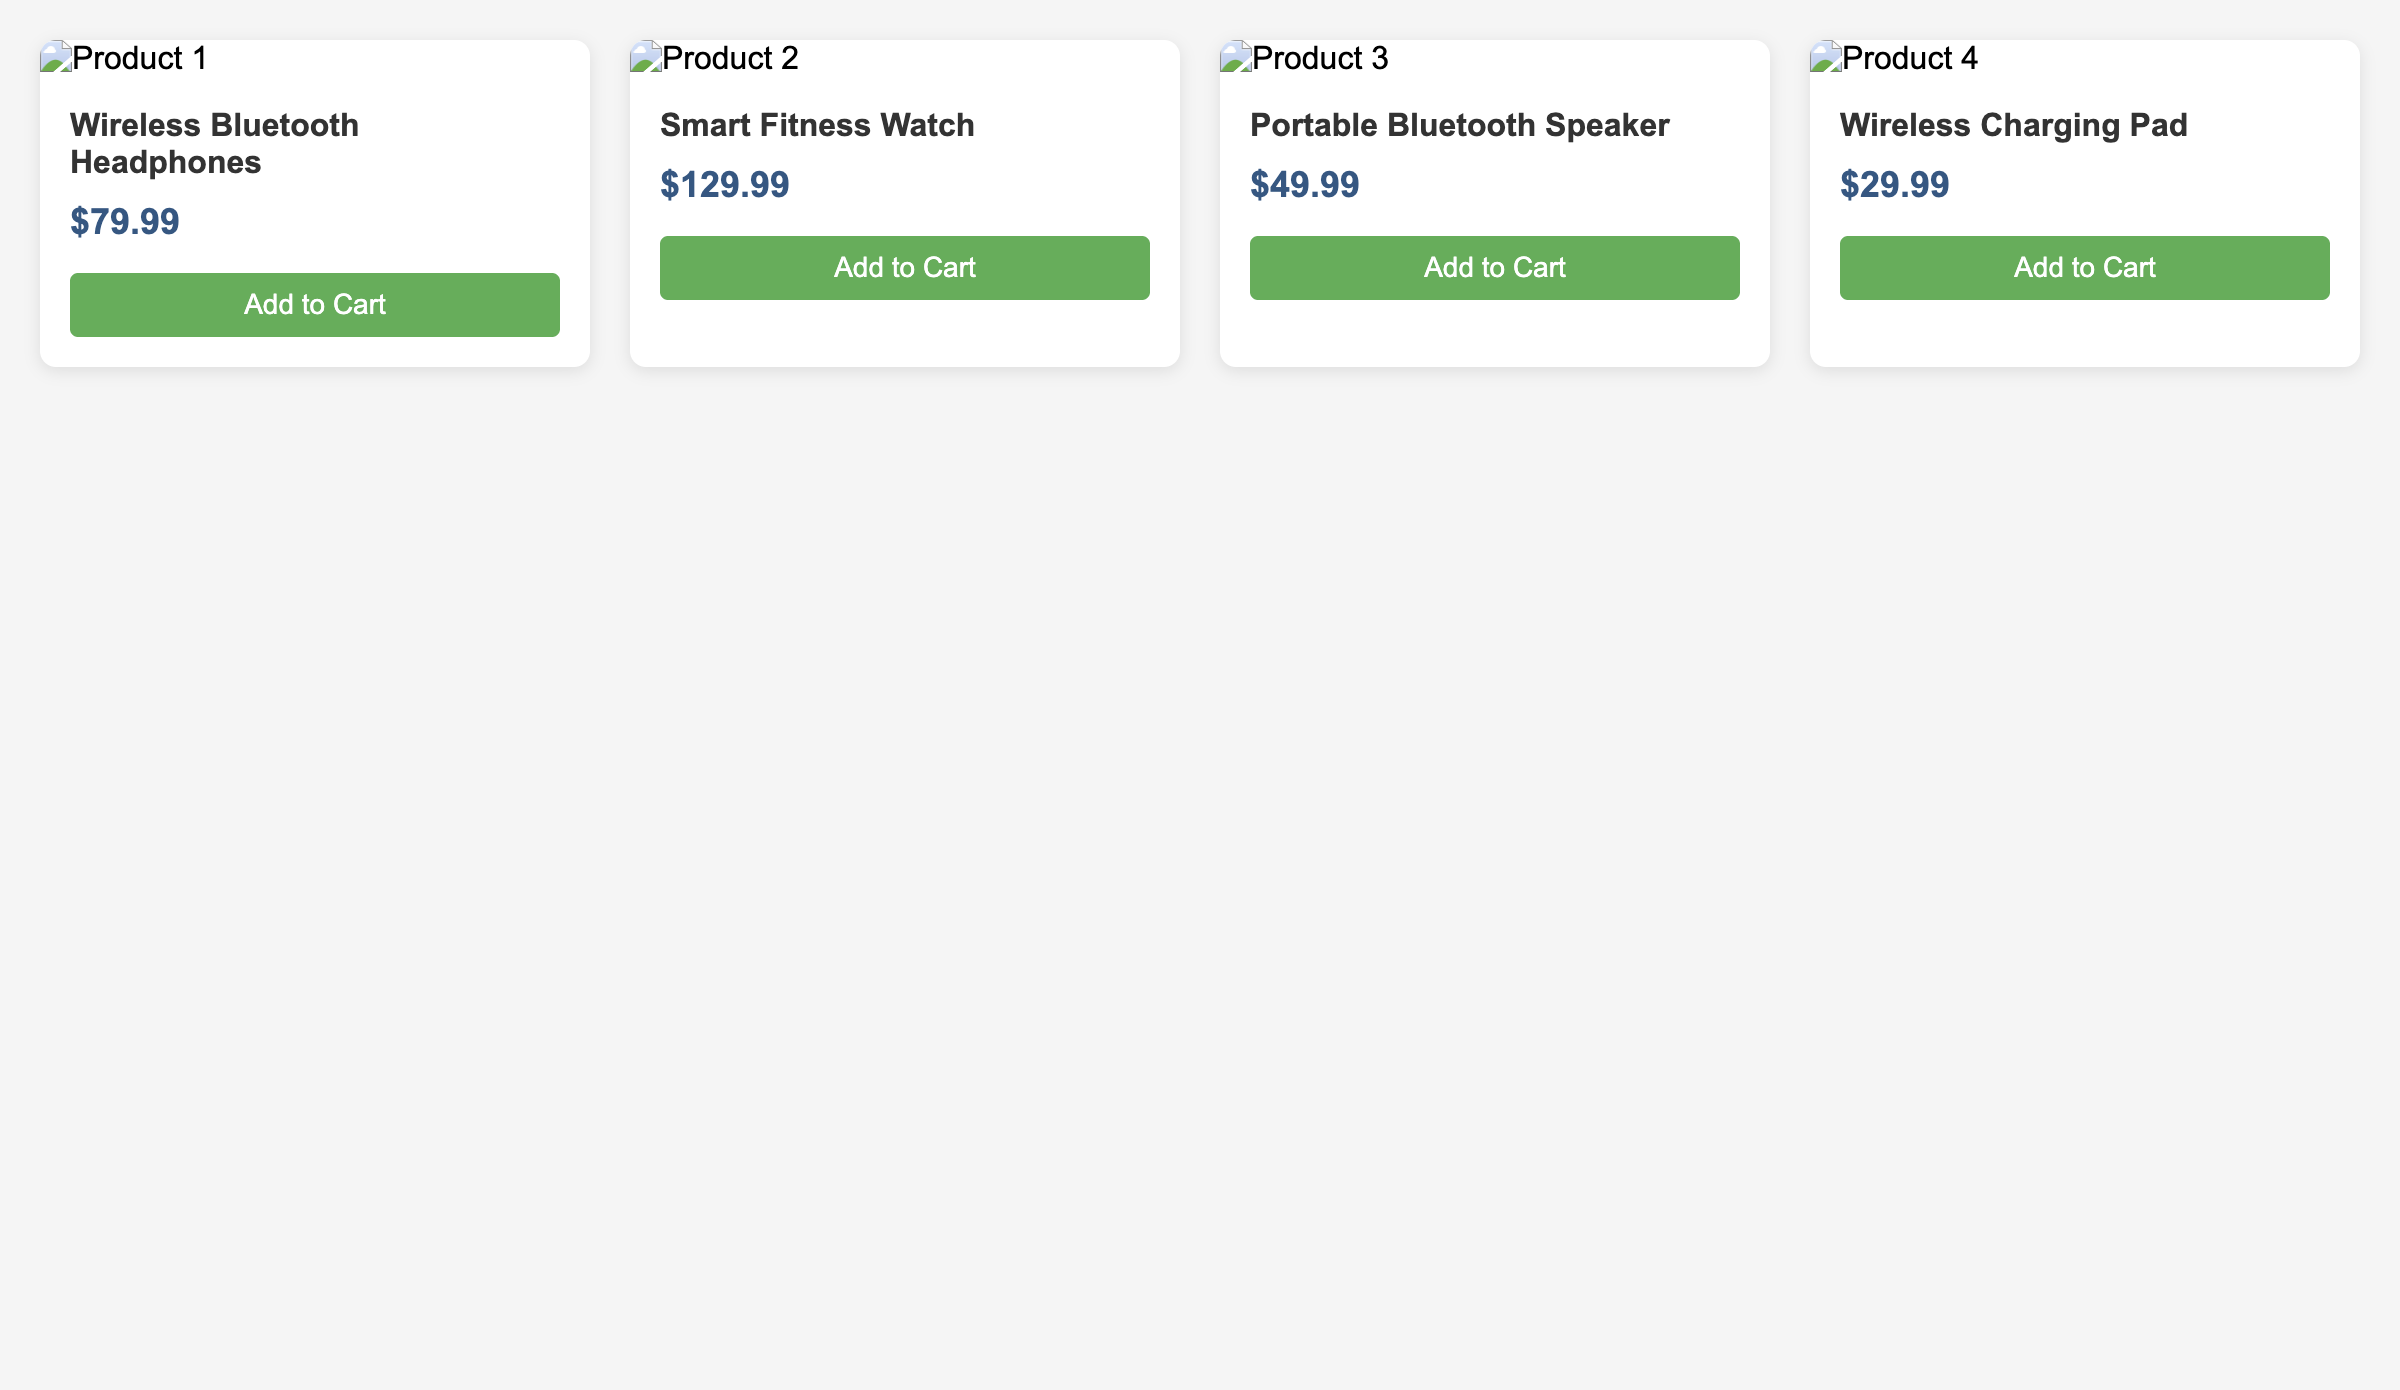 Product 1
Wireless Bluetooth
Headphones
$79.99
Add to Cart
Product 2
Smart Fitness Watch
$129.99
Add to Cart
Product 3
Portable Bluetooth Speaker
$49.99
Add to Cart
Product 4
Wireless Charging Pad
$29.99
Add to Cart